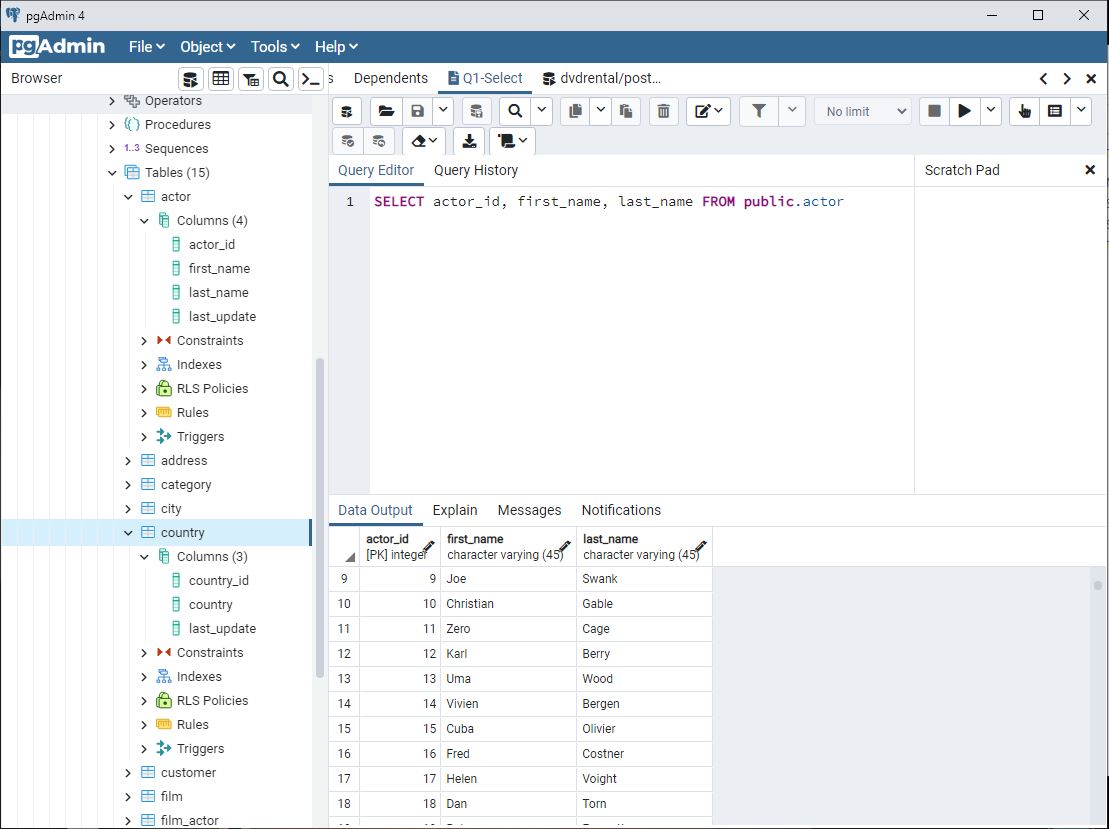 pgAdmin 4
pgAdmin File Object Tools Help
Browser
s Dependents Q1-Select dvdrental/post...
No limit
Query Editor Query History
Scratch Pad
1 SELECT actor_id, first_name, last_name FROM public.actor
Operators
Procedures
1..3 Sequences
Tables (15)
actor
Columns (4)
actor_id
first_name
last_name
last_update
Constraints
Indexes
RLS Policies
Rules
Triggers
address
category
city
country
Columns (3)
country_id
country
last_update
Constraints
Indexes
RLS Policies
Rules
Triggers
customer
film
film_actor
Data Output Explain Messages Notifications
actor_id first_name last_name
[PK] integer character varying (45) character varying (45)
9 9 Joe Swank
10 10 Christian Gable
11 11 Zero Cage
12 12 Karl Berry
13 13 Uma Wood
14 14 Vivien Bergen
15 15 Cuba Olivier
16 16 Fred Costner
17 17 Helen Voight
18 18 Dan Torn